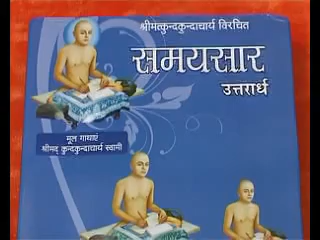 श्रीमत्कुन्दकुन्दाचार्य विरचित
समयसार
उत्तरार्ध
मूल गाथाएं
श्रीमद् कुन्दकुन्दाचार्य स्वामी